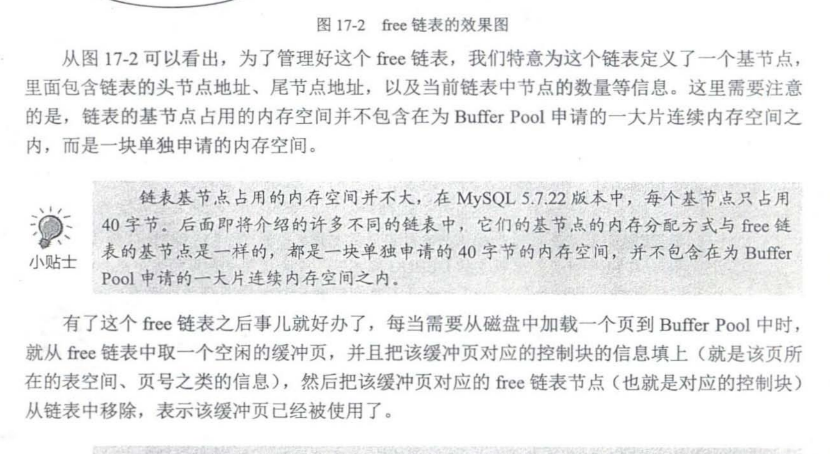 图 17-2 free 链表的效果图
从图 17-2 可以看出，为了管理好这个 free 链表，我们特意为这个链表定义了一个基节点，
里面包含链表的头节点地址、尾节点地址，以及当前链表中节点的数量等信息。这里需要注意
的是，链表的基节点占用的内存空间并不包含在为 Buffer Pool 申请的一大片连续内存空间之
内，而是一块单独申请的内存空间。
链表基节点占用的内存空间并不大，在 MySQL 5.7.22 版本中，每个基节点只占用
40 字节。后面即将介绍的许多不同的链表中，它们的基节点的内存分配方式与 free 链
表的基节点是一样的，都是一块单独申请的 40 字节的内存空间，并不包含在为 Buffer
Pool 申请的一大片连续内存空间之内。
小贴士
有了这个 free 链表之后事儿就好办了，每当需要从磁盘中加载一个页到 Buffer Pool 中时，
就从 free 链表中取一个空闲的缓冲页，并且把该缓冲页对应的控制块的信息填上（就是该页所
在的表空间、页号之类的信息），然后把该缓冲页对应的 free 链表节点（也就是对应的控制块）
从链表中移除，表示该缓冲页已经被使用了。